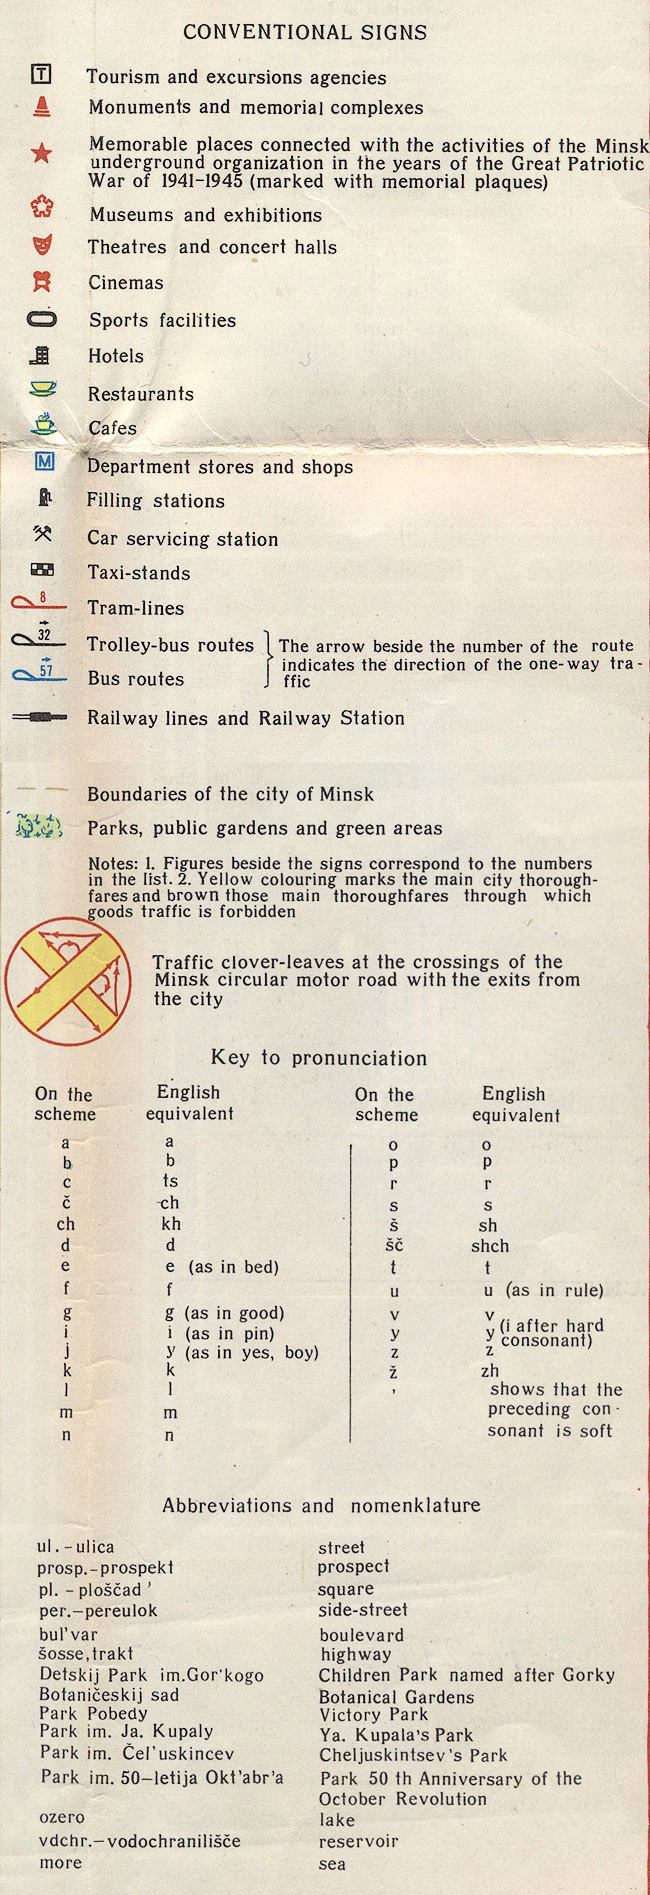 CONVENTIONAL SIGNS
T
Tourism and excursions agencies
Monuments and memorial complexes
Memorable places connected with the activities of the Minsk
underground organization in the years of the Great Patriotic
War of 1941-1945 (marked with memorial plaques)
Museums and exhibitions
Theatres and concert halls
Cinemas
Sports facilities
Hotels
Restaurants
Cafes
M
Department stores and shops
Filling stations
Car servicing station
Taxi-stands
8
Tram-lines
32
Trolley-bus routes
57
Bus routes
The arrow beside the number of the route
indicates the direction of the one-way tra-
ffic
Railway lines and Railway Station
Boundaries of the city of Minsk
Parks, public gardens and green areas
Notes: 1. Figures beside the signs correspond to the numbers
in the list. 2. Yellow colouring marks the main city thorough-
fares and brown those main thoroughfares through which
goods traffic is forbidden
Traffic clover-leaves at the crossings of the
Minsk circular motor road with the exits from
the city
Key to pronunciation
On the scheme English equivalent
a a
b b
c ts
č ch
ch kh
d d
e e (as in bed)
f f
g g (as in good)
i i (as in pin)
j y (as in yes, boy)
k k
l l
m m
n n
On the scheme English equivalent
o o
p p
r r
s s
š sh
šč shch
t t
u u (as in rule)
v v
y y (i after hard consonant)
z z
ž zh
' shows that the
preceding con-
sonant is soft
Abbreviations and nomenklature
ul.-ulica street
prosp.-prospekt prospect
pl. - ploščad' square
per.-pereulok side-street
bul'var boulevard
šosse, trakt highway
Detskij Park im. Gor'kogo Children Park named after Gorky
Botaničeskij sad Botanical Gardens
Park Pobedy Victory Park
Park im. Ja. Kupaly Ya. Kupala's Park
Park im. Čel'uskincev Cheljuskintsev's Park
Park im. 50-letija Okt'abr'a Park 50 th Anniversary of the
October Revolution
ozero lake
vdchr.-vodochranilišče reservoir
more sea